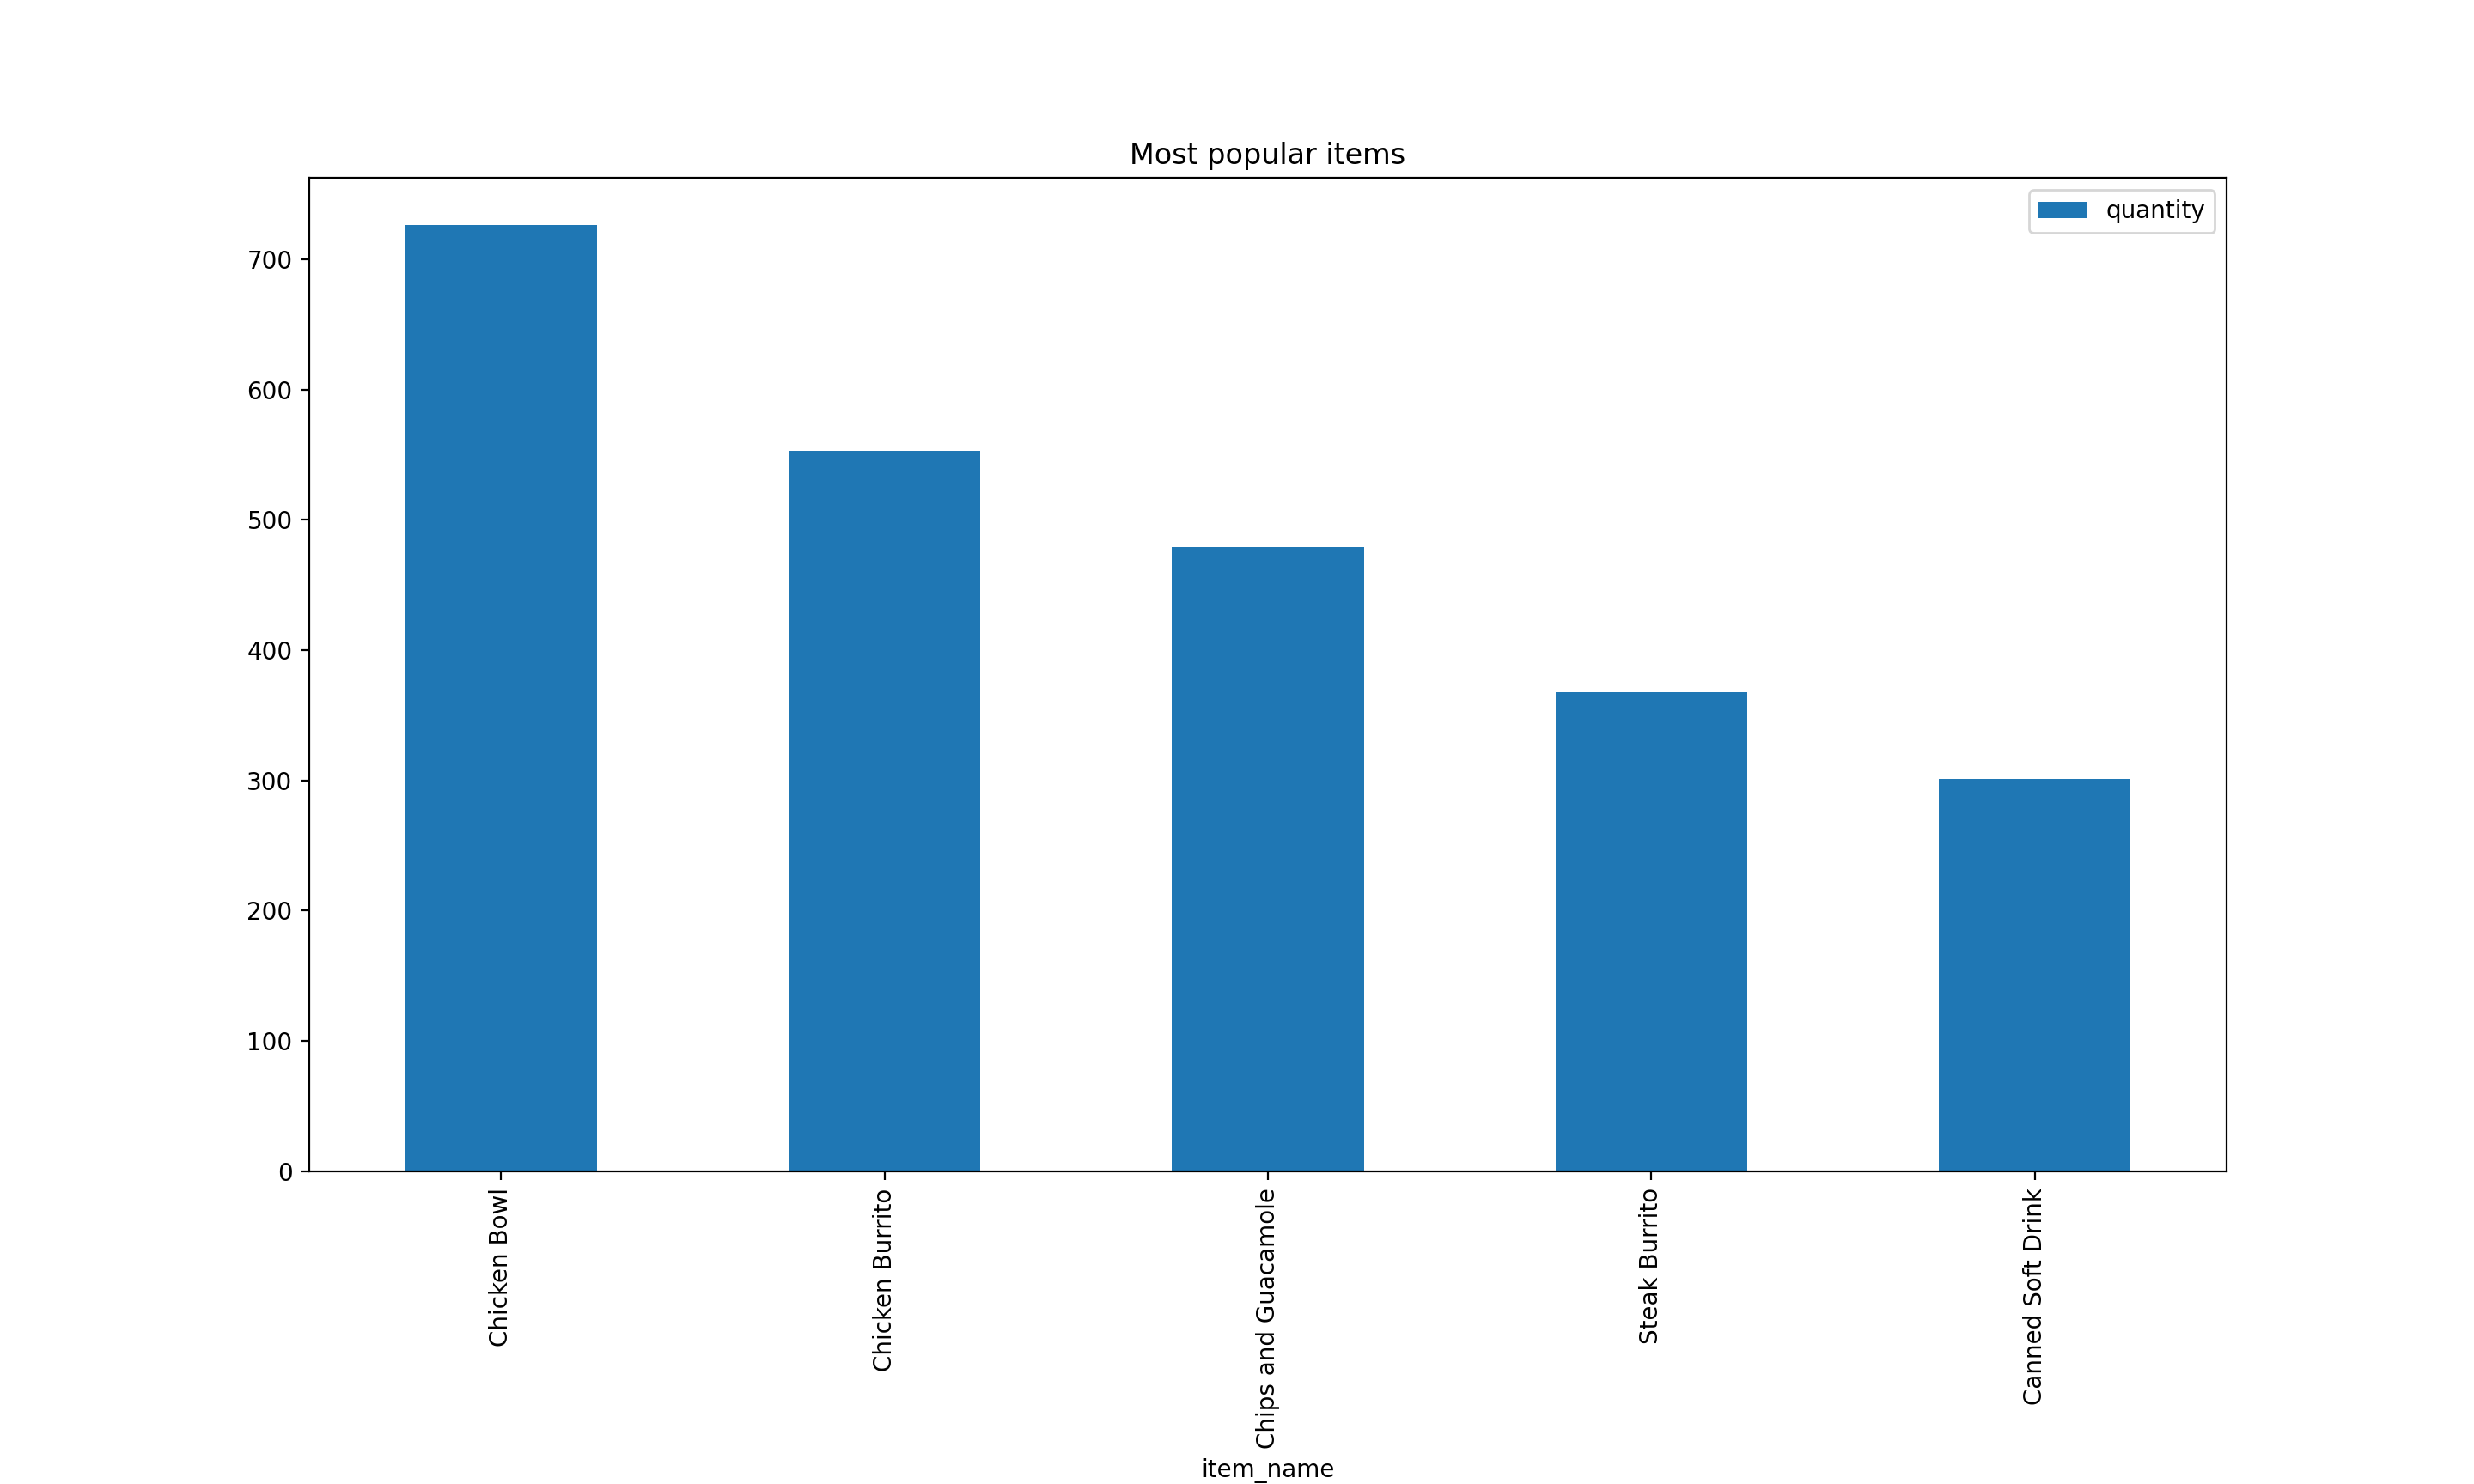 Most popular items
quantity
700
600
500
400
300
200
100
0
Chicken Bowl
Chicken Burrito
Chips and Guacamole
Steak Burrito
Canned Soft Drink
item_name